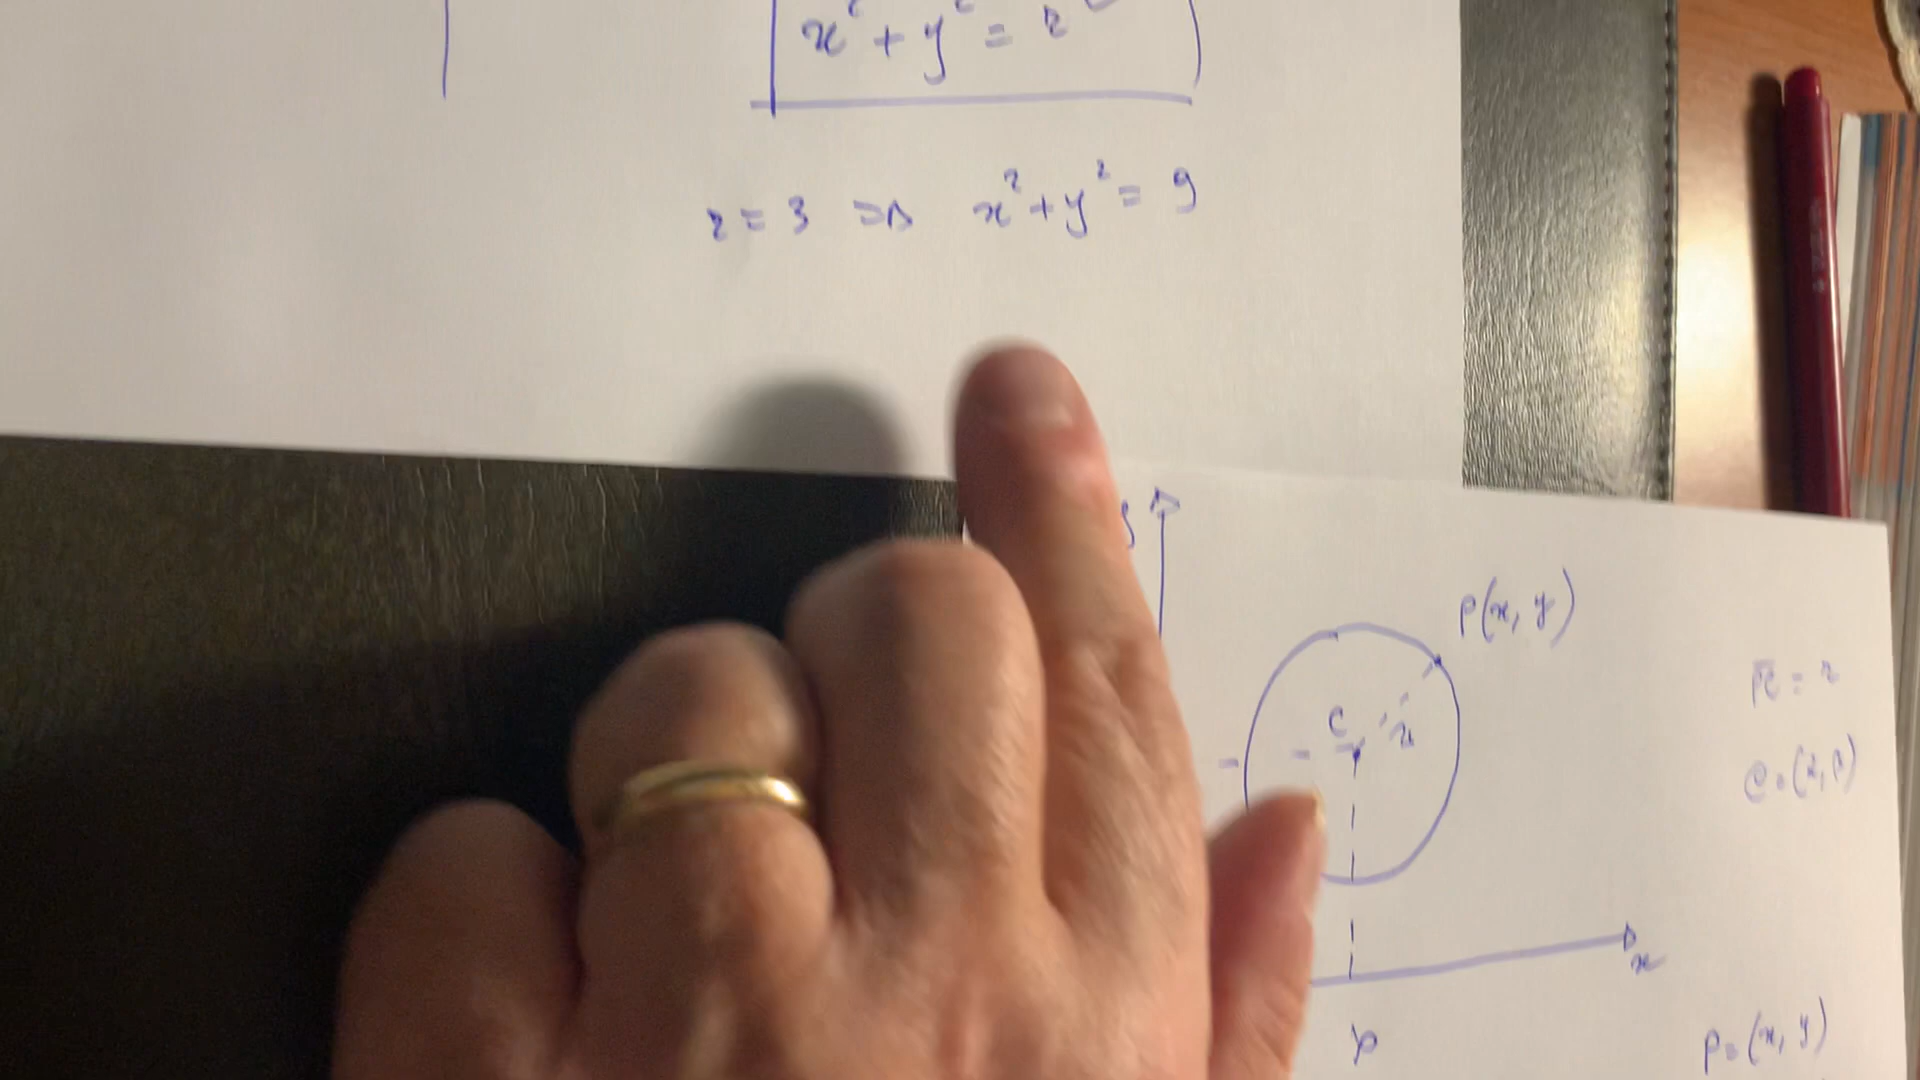 x² + y² = r²
r = 3 => x² + y² = 9
y
P(x, y)
C
r
x
PC = r
C = (α, β)
P = (x, y)